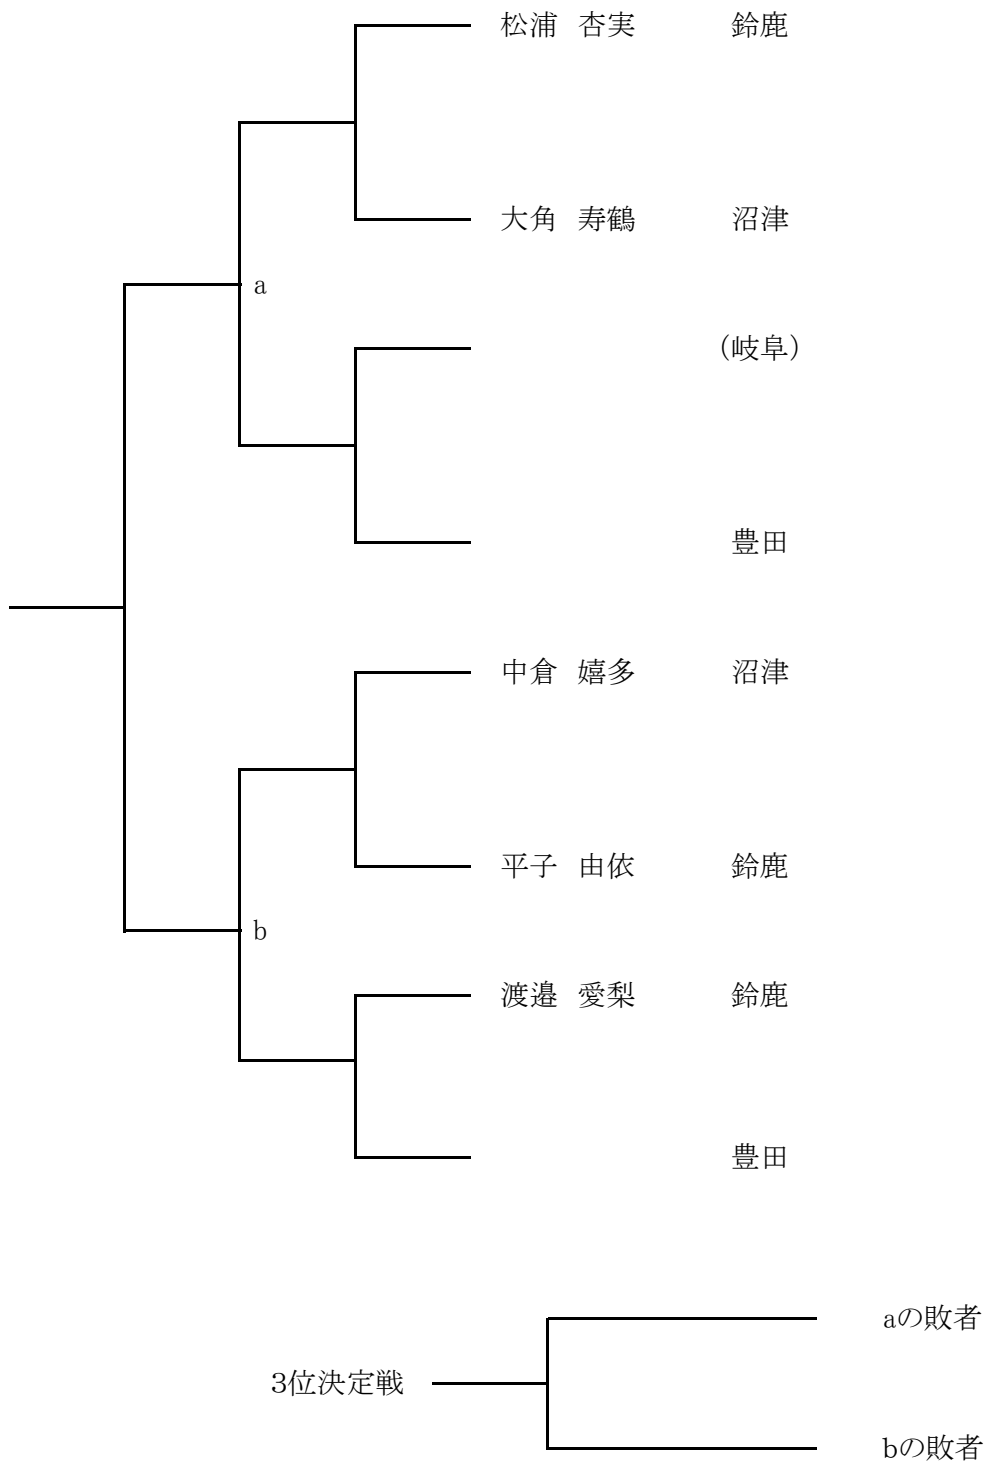 松浦 杏実 鈴鹿
大角 寿鶴 沼津
a
(岐阜)
豊田
中倉 嬉多 沼津
平子 由依 鈴鹿
b
渡邉 愛梨 鈴鹿
豊田
aの敗者
3位決定戦
bの敗者